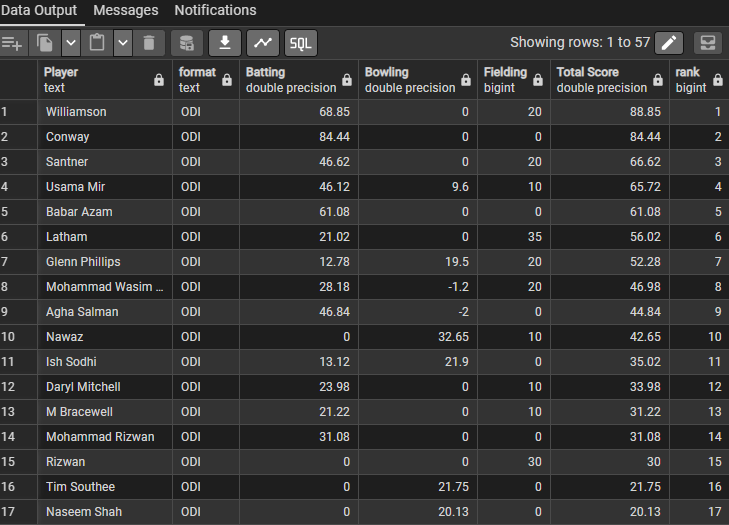 Data Output Messages Notifications
SQL Showing rows: 1 to 57
Player text format text Batting double precision Bowling double precision Fielding bigint Total Score double precision rank bigint
1 Williamson ODI 68.85 0 20 88.85 1
2 Conway ODI 84.44 0 0 84.44 2
3 Santner ODI 46.62 0 20 66.62 3
4 Usama Mir ODI 46.12 9.6 10 65.72 4
5 Babar Azam ODI 61.08 0 0 61.08 5
6 Latham ODI 21.02 0 35 56.02 6
7 Glenn Phillips ODI 12.78 19.5 20 52.28 7
8 Mohammad Wasim ... ODI 28.18 -1.2 20 46.98 8
9 Agha Salman ODI 46.84 -2 0 44.84 9
10 Nawaz ODI 0 32.65 10 42.65 10
11 Ish Sodhi ODI 13.12 21.9 0 35.02 11
12 Daryl Mitchell ODI 23.98 0 10 33.98 12
13 M Bracewell ODI 21.22 0 10 31.22 13
14 Mohammad Rizwan ODI 31.08 0 0 31.08 14
15 Rizwan ODI 0 0 30 30 15
16 Tim Southee ODI 0 21.75 0 21.75 16
17 Naseem Shah ODI 0 20.13 0 20.13 17